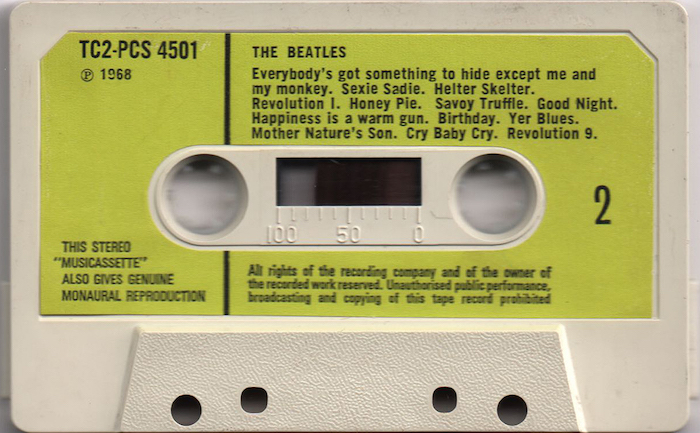 TC2-PCS 4501
Ⓟ 1968
THE BEATLES
Everybody's got something to hide except me and
my monkey. Sexie Sadie. Helter Skelter.
Revolution I. Honey Pie. Savoy Truffle. Good Night.
Happiness is a warm gun. Birthday. Yer Blues.
Mother Nature's Son. Cry Baby Cry. Revolution 9.
2
100 50 0
THIS STEREO
"MUSICASSETTE"
ALSO GIVES GENUINE
MONAURAL REPRODUCTION
All rights of the recording company and of the owner of
the recorded work reserved. Unauthorised public performance,
broadcasting and copying of this tape record prohibited